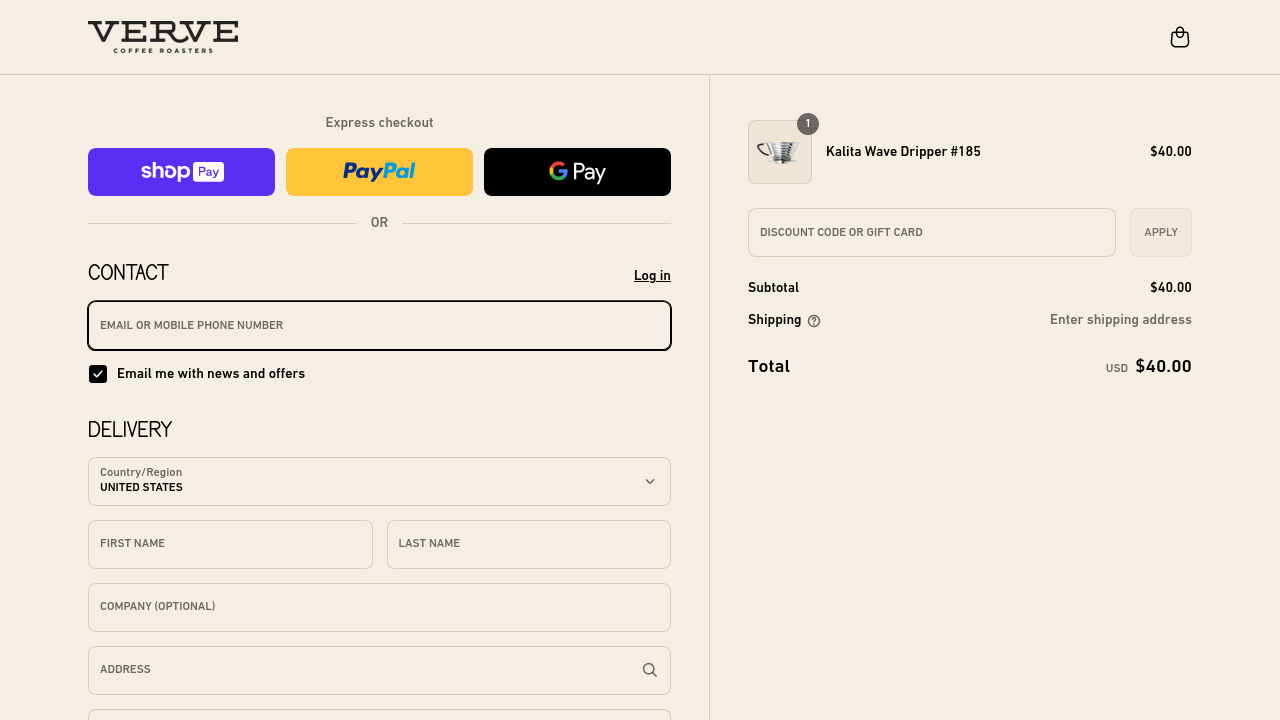 VERVE
COFFEE ROASTERS
Express checkout
shop Pay
PayPal
G Pay
OR
CONTACT
Log in
EMAIL OR MOBILE PHONE NUMBER
Email me with news and offers
DELIVERY
Country/Region
UNITED STATES
FIRST NAME
LAST NAME
COMPANY (OPTIONAL)
ADDRESS
1
Kalita Wave Dripper #185
$40.00
DISCOUNT CODE OR GIFT CARD
APPLY
Subtotal
$40.00
Shipping
Enter shipping address
Total
USD $40.00